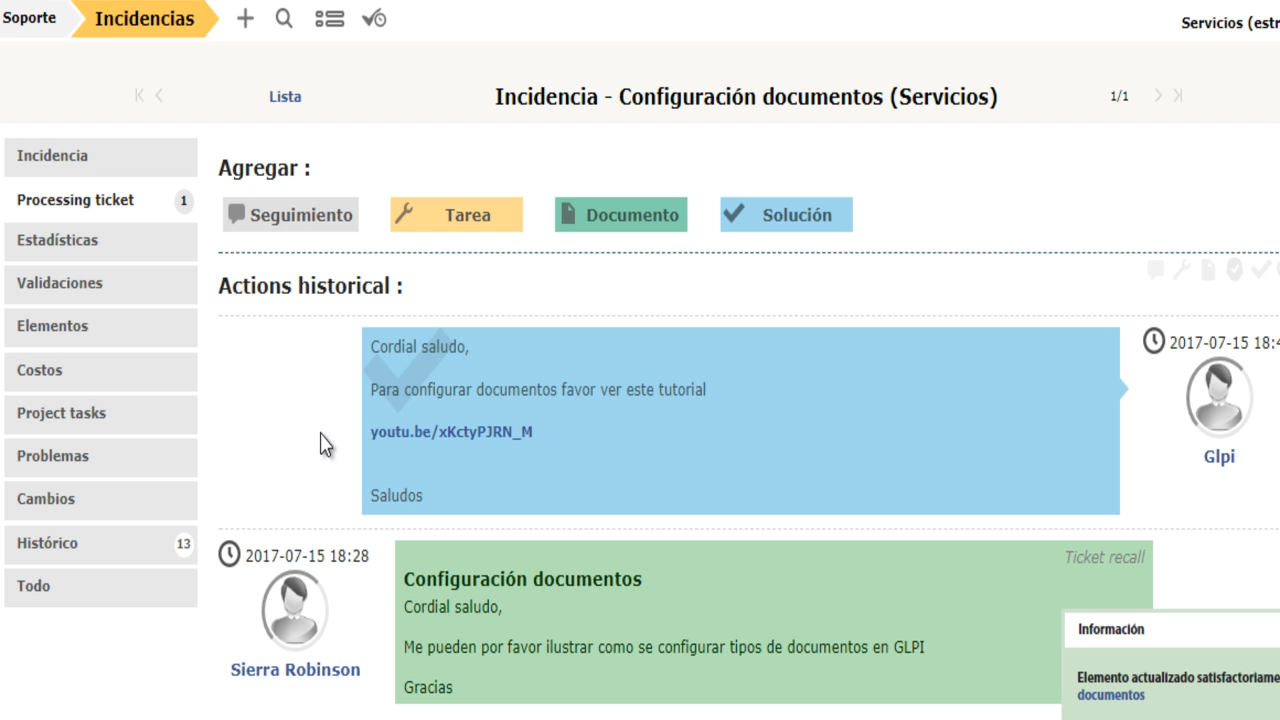 Soporte
Incidencias
Servicios (estr
Lista
Incidencia - Configuración documentos (Servicios)
1/1
Incidencia
Processing ticket 1
Estadísticas
Validaciones
Elementos
Costos
Project tasks
Problemas
Cambios
Histórico 13
Todo
Agregar :
Seguimiento
Tarea
Documento
Solución
Actions historical :
Cordial saludo,
Para configurar documentos favor ver este tutorial
youtu.be/xKctyPJRN_M
Saludos
2017-07-15 18:4
Glpi
2017-07-15 18:28
Sierra Robinson
Ticket recall
Configuración documentos
Cordial saludo,
Me pueden por favor ilustrar como se configurar tipos de documentos en GLPI
Gracias
Información
Elemento actualizado satisfactoriame
documentos